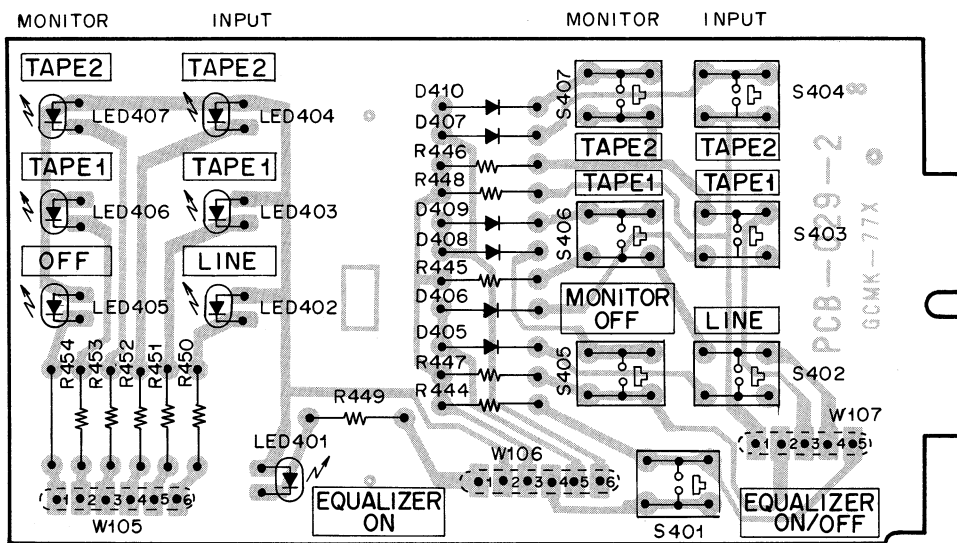 MONITOR INPUT MONITOR INPUT
TAPE2 TAPE2
LED407 LED404
TAPE1 TAPE1
LED406 LED403
OFF LINE
LED405 LED402
R454 R453 R452 R451 R450
1 2 3 4 5 6
W105
LED401
R449
EQUALIZER
ON
D410
D407
R446
R448
D409
D408
R445
D406
D405
R447
R444
S407 S404
TAPE2 TAPE2
TAPE1 TAPE1
S406 S403
MONITOR
OFF
LINE
S405 S402
W107
1 2 3 4 5
W106
1 2 3 4 5 6
S401
EQUALIZER
ON/OFF
PCB-029-2
GCMK-77X